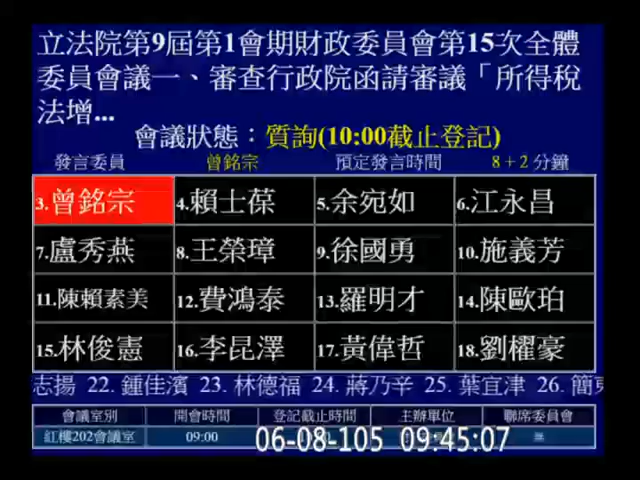 立法院第9屆第1會期財政委員會第15次全體
委員會議一、審查行政院函請審議「所得稅
法增...
會議狀態：質詢(10:00截止登記)
發言委員 曾銘宗 預定發言時間 8+2 分鐘
3.曾銘宗 4.賴士葆 5.余宛如 6.江永昌
7.盧秀燕 8.王榮璋 9.徐國勇 10.施義芳
11.陳賴素美 12.費鴻泰 13.羅明才 14.陳歐珀
15.林俊憲 16.李昆澤 17.黃偉哲 18.劉櫂豪
志揚 22. 鍾佳濱 23. 林德福 24. 蔣乃辛 25. 葉宜津 26. 簡東
會議室別 開會時間 登記截止時間 主辦單位 聯席委員會
紅樓202會議室 09:00 無
06-08-105 09:45:07